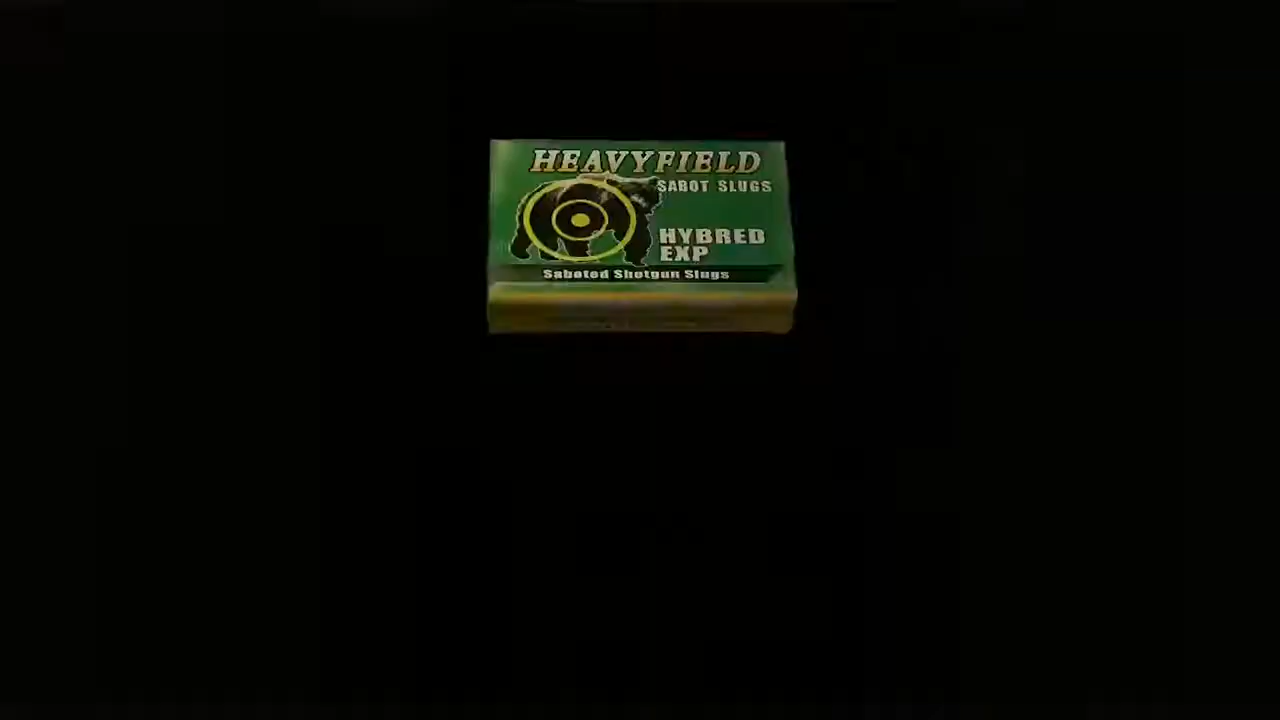 HEAVYFIELD
SABOT SLUGS
HYBRED
EXP
Saboted Shotgun Slugs